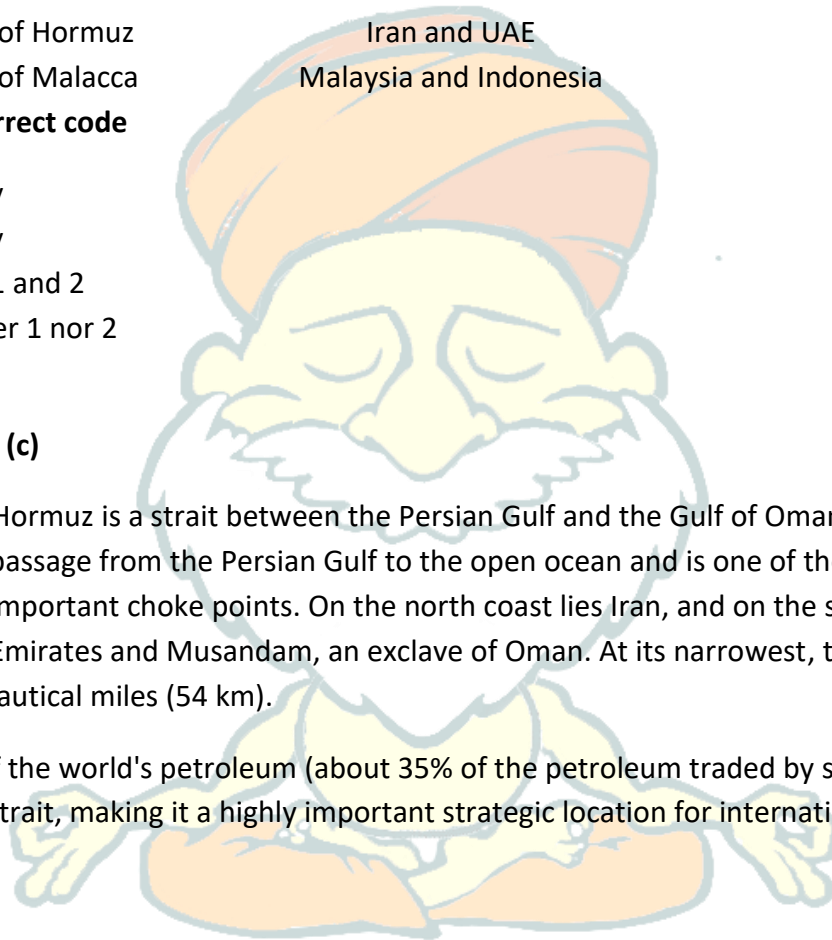 of Hormuz Iran and UAE
of Malacca Malaysia and Indonesia
rrect code
1 and 2
er 1 nor 2
(c)
Hormuz is a strait between the Persian Gulf and the Gulf of Oman
passage from the Persian Gulf to the open ocean and is one of the
important choke points. On the north coast lies Iran, and on the s
Emirates and Musandam, an exclave of Oman. At its narrowest, t
autical miles (54 km).
f the world's petroleum (about 35% of the petroleum traded by s
trait, making it a highly important strategic location for internati